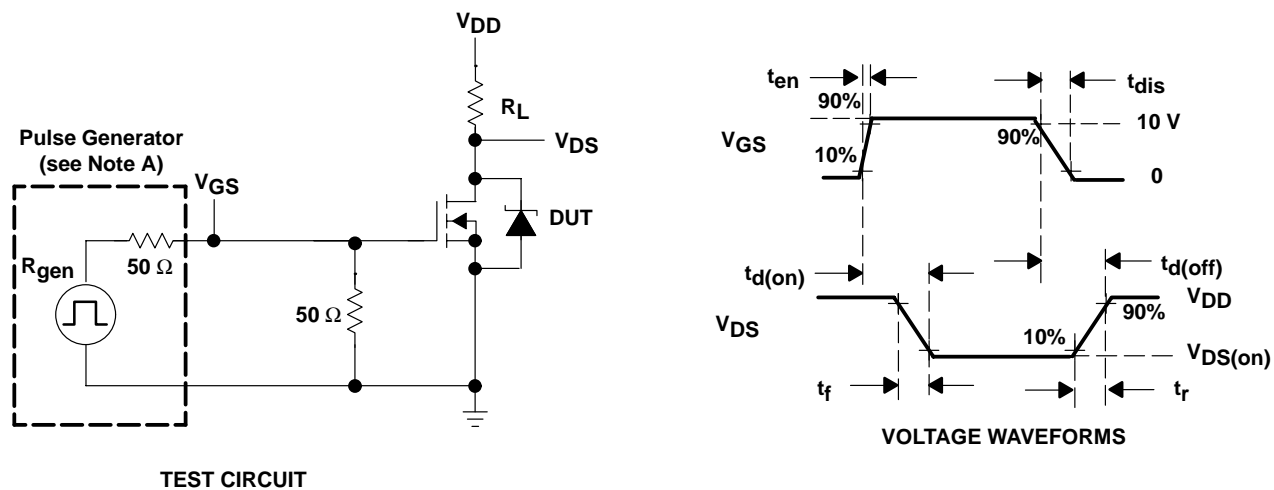 VDD
RL
VDS
Pulse Generator
(see Note A)
VGS
DUT
Rgen
50 Ω
50 Ω
TEST CIRCUIT
ten
tdis
90%
10 V
VGS
90%
10%
0
td(on)
td(off)
VDD
VDS
90%
10%
VDS(on)
tf
tr
VOLTAGE WAVEFORMS